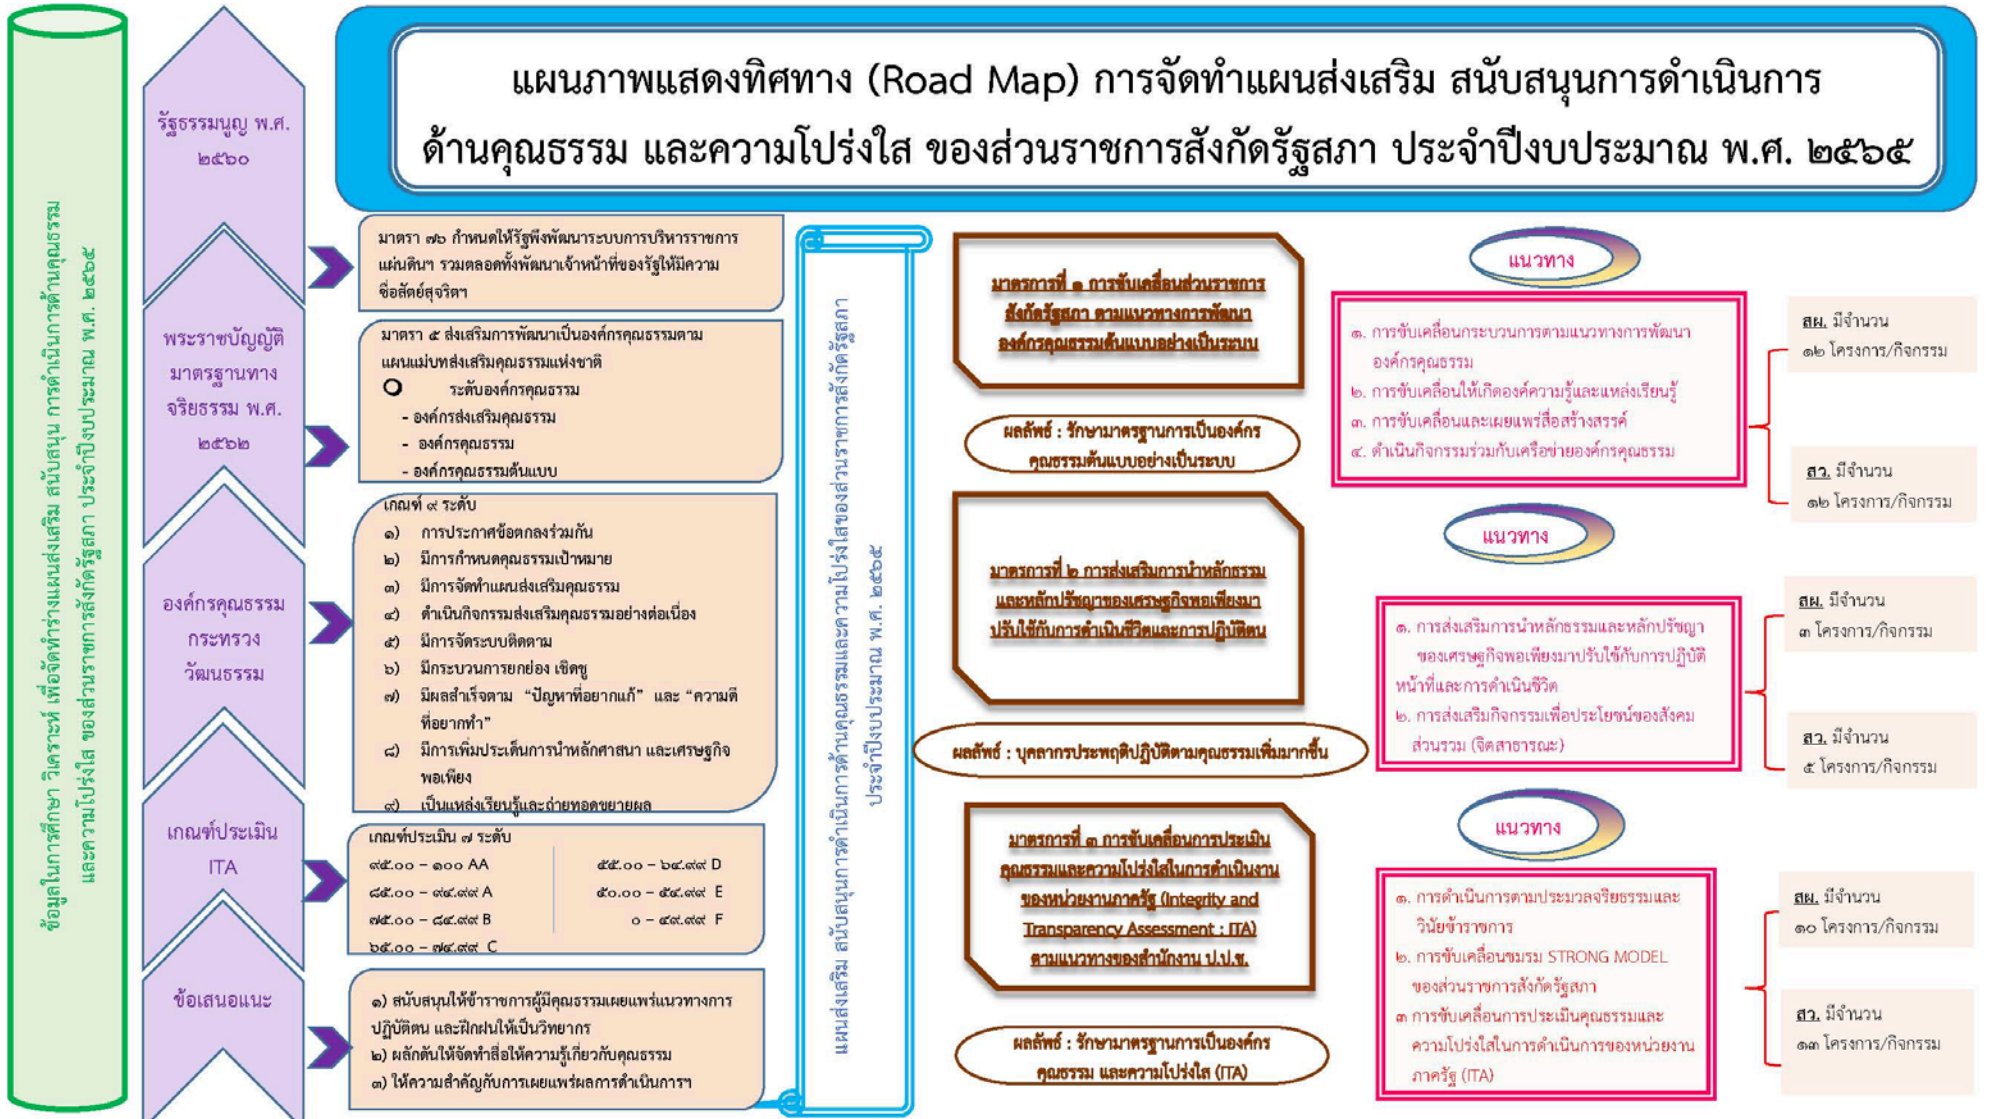 แผนภาพแสดงทิศทาง (Road Map) การจัดทำแผนส่งเสริม สนับสนุนการดำเนินการ
ด้านคุณธรรม และความโปร่งใส ของส่วนราชการสังกัดรัฐสภา ประจำปีงบประมาณ พ.ศ. ๒๕๖๕
ข้อมูลในการศึกษา วิเคราะห์ เพื่อจัดทำร่างแผนส่งเสริม สนับสนุน การดำเนินการด้านคุณธรรม
และความโปร่งใส ของส่วนราชการสังกัดรัฐสภา ประจำปีงบประมาณ พ.ศ. ๒๕๖๕
รัฐธรรมนูญ พ.ศ.
๒๕๖๐
มาตรา ๗๖ กำหนดให้รัฐพึงพัฒนาระบบการบริหารราชการ
แผ่นดินฯ รวมตลอดทั้งพัฒนาเจ้าหน้าที่ของรัฐให้มีความ
ซื่อสัตย์สุจริตฯ
พระราชบัญญัติ
มาตรฐานทาง
จริยธรรม พ.ศ.
๒๕๖๒
มาตรา ๕ ส่งเสริมการพัฒนาเป็นองค์กรคุณธรรมตาม
แผนแม่บทส่งเสริมคุณธรรมแห่งชาติ
ระดับองค์กรคุณธรรม
- องค์กรส่งเสริมคุณธรรม
- องค์กรคุณธรรม
- องค์กรคุณธรรมต้นแบบ
องค์กรคุณธรรม
กระทรวง
วัฒนธรรม
เกณฑ์ ๙ ระดับ
๑) การประกาศข้อตกลงร่วมกัน
๒) มีการกำหนดคุณธรรมเป้าหมาย
๓) มีการจัดทำแผนส่งเสริมคุณธรรม
๔) ดำเนินกิจกรรมส่งเสริมคุณธรรมอย่างต่อเนื่อง
๕) มีการจัดระบบติดตาม
๖) มีกระบวนการยกย่อง เชิดชู
๗) มีผลสำเร็จตาม “ปัญหาที่อยากแก้” และ “ความดี
ที่อยากทำ”
๘) มีการเพิ่มประเด็นการนำหลักศาสนา และเศรษฐกิจ
พอเพียง
๙) เป็นแหล่งเรียนรู้และถ่ายทอดขยายผล
เกณฑ์ประเมิน
ITA
เกณฑ์ประเมิน ๗ ระดับ
๙๕.๐๐ – ๑๐๐ AA
๘๕.๐๐ – ๙๔.๙๙ A
๗๕.๐๐ – ๘๔.๙๙ B
๖๕.๐๐ – ๗๔.๙๙ C
๕๕.๐๐ – ๖๔.๙๙ D
๕๐.๐๐ – ๕๔.๙๙ E
๐ – ๔๙.๙๙ F
ข้อเสนอแนะ
๑) สนับสนุนให้ข้าราชการผู้มีคุณธรรมเผยแพร่แนวทางการ
ปฏิบัติตน และฝึกฝนให้เป็นวิทยากร
๒) ผลักดันให้จัดทำสื่อให้ความรู้เกี่ยวกับคุณธรรม
๓) ให้ความสำคัญกับการเผยแพร่ผลการดำเนินการฯ
แผนส่งเสริม สนับสนุนการดำเนินการด้านคุณธรรมและความโปร่งใสของส่วนราชการสังกัดรัฐสภา
ประจำปีงบประมาณ พ.ศ. ๒๕๖๕
มาตรการที่ ๑ การขับเคลื่อนส่วนราชการ
สังกัดรัฐสภา ตามแนวทางการพัฒนา
องค์กรคุณธรรมต้นแบบอย่างเป็นระบบ
ผลลัพธ์ : รักษามาตรฐานการเป็นองค์กร
คุณธรรมต้นแบบอย่างเป็นระบบ
แนวทาง
๑. การขับเคลื่อนกระบวนการตามแนวทางการพัฒนา
องค์กรคุณธรรม
๒. การขับเคลื่อนให้เกิดองค์ความรู้และแหล่งเรียนรู้
๓. การขับเคลื่อนและเผยแพร่สื่อสร้างสรรค์
๔. ดำเนินกิจกรรมร่วมกับเครือข่ายองค์กรคุณธรรม
สผ. มีจำนวน
๑๒ โครงการ/กิจกรรม
สว. มีจำนวน
๑๒ โครงการ/กิจกรรม
มาตรการที่ ๒ การส่งเสริมการนำหลักธรรม
และหลักปรัชญาของเศรษฐกิจพอเพียงมา
ปรับใช้กับการดำเนินชีวิตและการปฏิบัติตน
ผลลัพธ์ : บุคลากรประพฤติปฏิบัติตามคุณธรรมเพิ่มมากขึ้น
แนวทาง
๑. การส่งเสริมการนำหลักธรรมและหลักปรัชญา
ของเศรษฐกิจพอเพียงมาปรับใช้กับการปฏิบัติ
หน้าที่และการดำเนินชีวิต
๒. การส่งเสริมกิจกรรมเพื่อประโยชน์ของสังคม
ส่วนรวม (จิตสาธารณะ)
สผ. มีจำนวน
๓ โครงการ/กิจกรรม
สว. มีจำนวน
๕ โครงการ/กิจกรรม
มาตรการที่ ๓ การขับเคลื่อนการประเมิน
คุณธรรมและความโปร่งใสในการดำเนินงาน
ของหน่วยงานภาครัฐ (Integrity and
Transparency Assessment : ITA)
ตามแนวทางของสำนักงาน ป.ป.ช.
ผลลัพธ์ : รักษามาตรฐานการเป็นองค์กร
คุณธรรม และความโปร่งใส (ITA)
แนวทาง
๑. การดำเนินการตามประมวลจริยธรรมและ
วินัยข้าราชการ
๒. การขับเคลื่อนชมรม STRONG MODEL
ของส่วนราชการสังกัดรัฐสภา
๓ การขับเคลื่อนการประเมินคุณธรรมและ
ความโปร่งใสในการดำเนินการของหน่วยงาน
ภาครัฐ (ITA)
สผ. มีจำนวน
๑๐ โครงการ/กิจกรรม
สว. มีจำนวน
๑๓ โครงการ/กิจกรรม